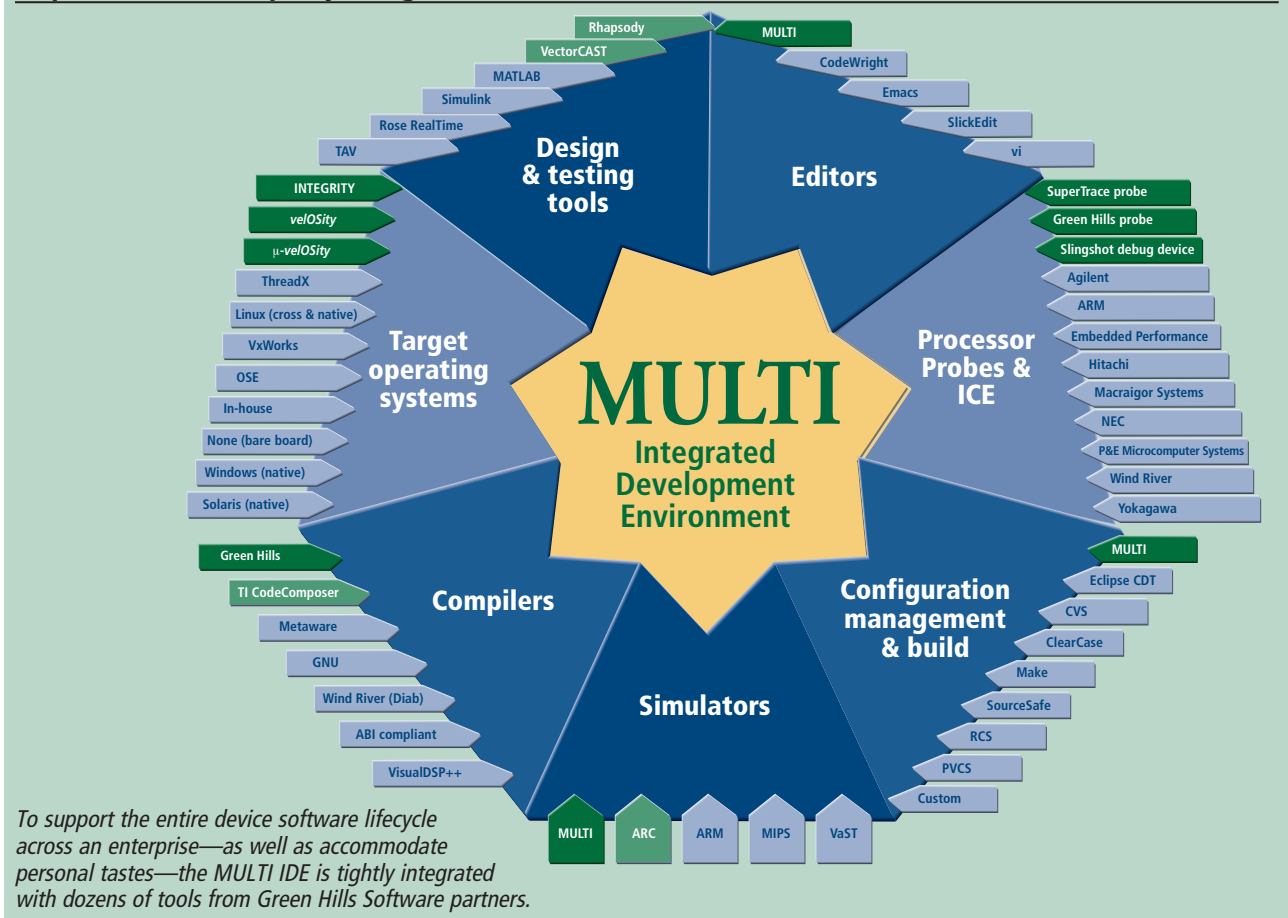 Rhapsody
VectorCAST
MATLAB
Simulink
Rose RealTime
TAV
Design
& testing
tools
MULTI
CodeWright
Emacs
SlickEdit
vi
Editors
INTEGRITY
velOSity
µ-velOSity
ThreadX
Linux (cross & native)
VxWorks
OSE
In-house
None (bare board)
Windows (native)
Solaris (native)
Target
operating
systems
MULTI
Integrated
Development
Environment
SuperTrace probe
Green Hills probe
Slingshot debug device
Agilent
ARM
Embedded Performance
Hitachi
Macraigor Systems
NEC
P&E Microcomputer Systems
Wind River
Yokagawa
Processor
Probes &
ICE
Green Hills
TI CodeComposer
Metaware
GNU
Wind River (Diab)
ABI compliant
VisualDSP++
Compilers
Simulators
MULTI
ARC
ARM
MIPS
VaST
Configuration
management
& build
MULTI
Eclipse CDT
CVS
ClearCase
Make
SourceSafe
RCS
PVCS
Custom
To support the entire device software lifecycle
across an enterprise—as well as accommodate
personal tastes—the MULTI IDE is tightly integrated
with dozens of tools from Green Hills Software partners.